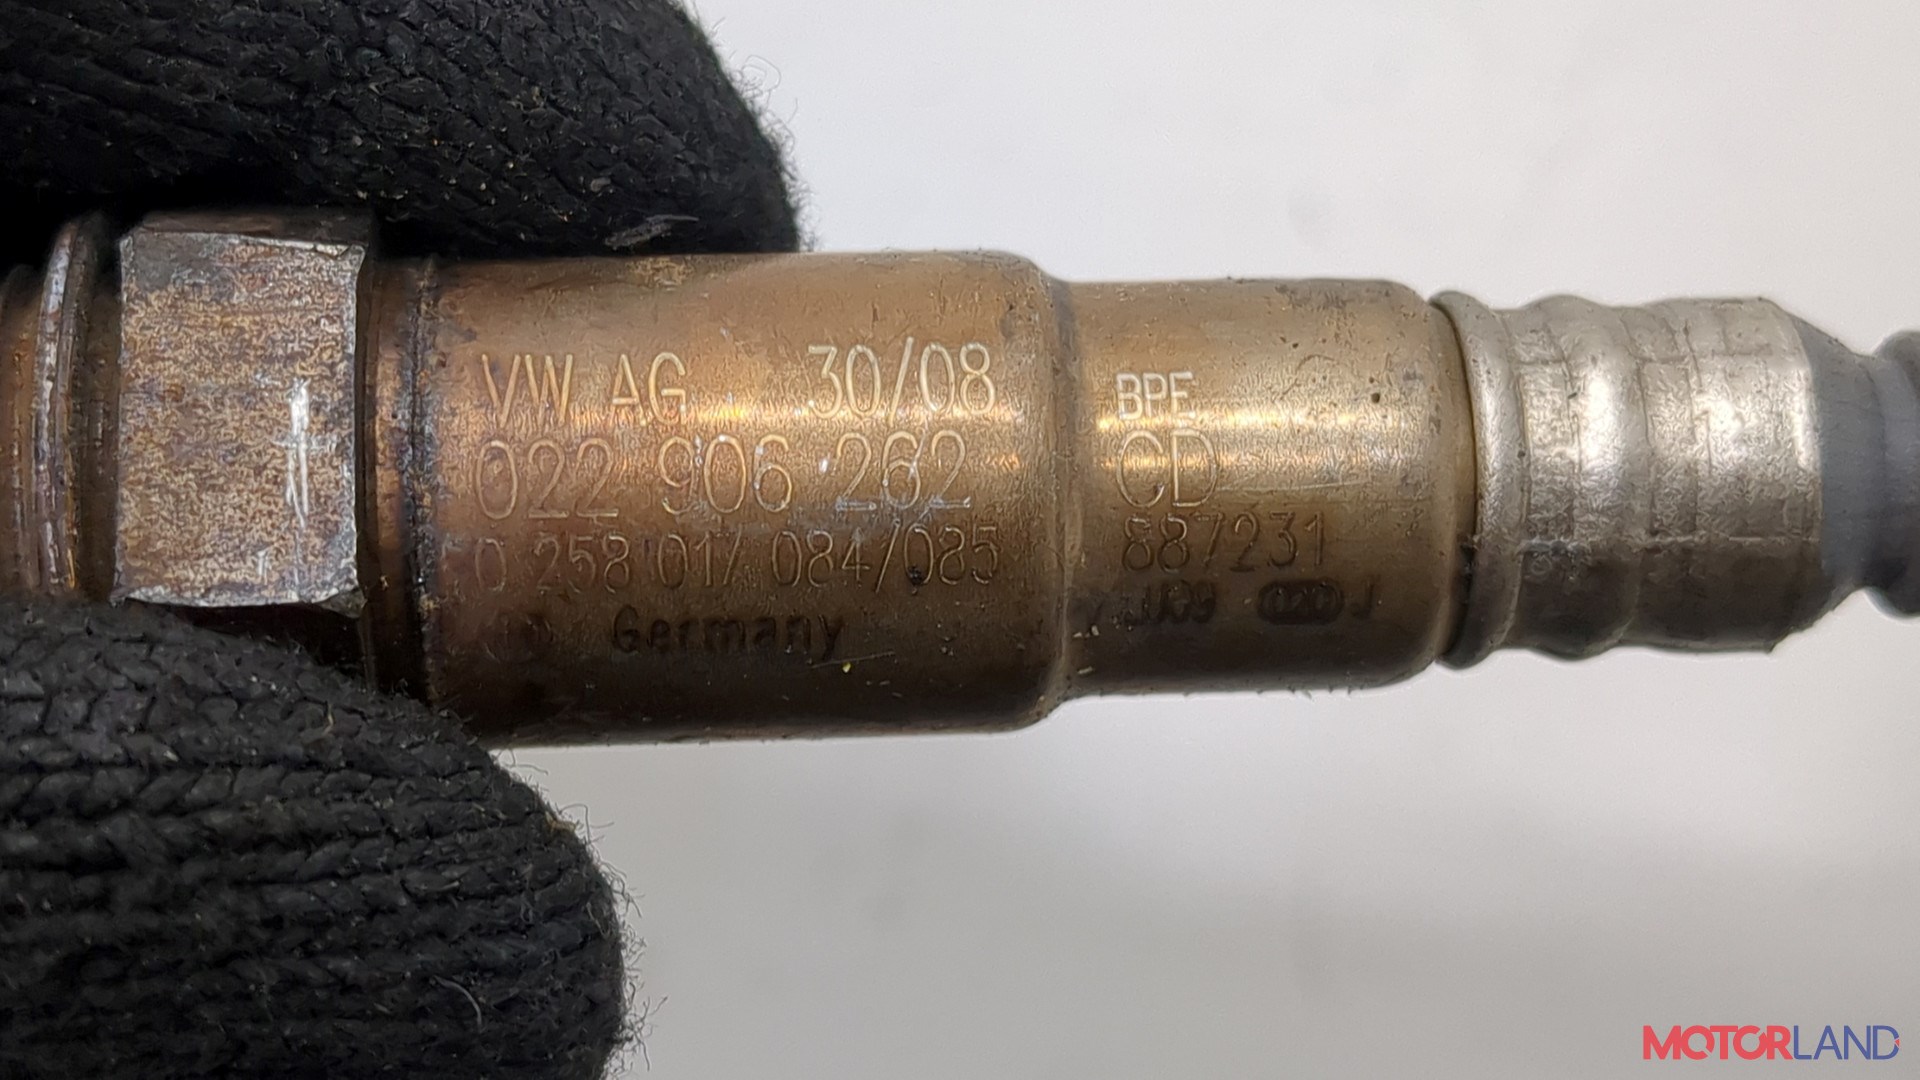 VW AG 30/08 BPE
022 906 262 CD
0 258 017 084/085 887231
Germany J
MOTORLAND